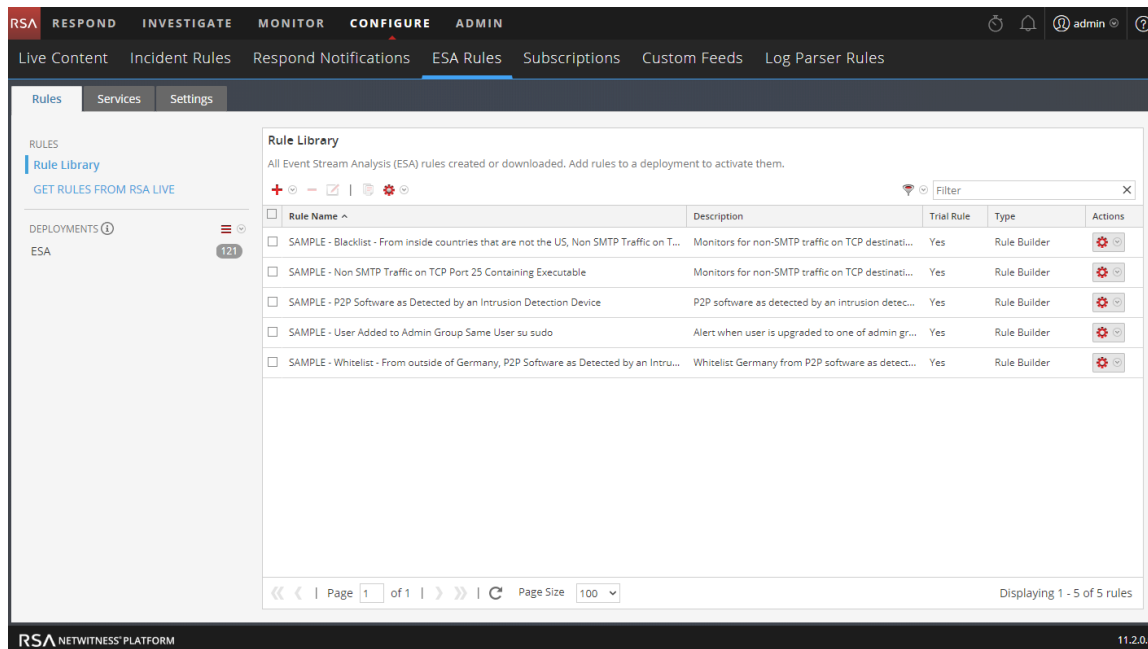 RSA RESPOND INVESTIGATE MONITOR CONFIGURE ADMIN admin
Live Content Incident Rules Respond Notifications ESA Rules Subscriptions Custom Feeds Log Parser Rules
Rules Services Settings
RULES
Rule Library
GET RULES FROM RSA LIVE
DEPLOYMENTS
ESA 121
Rule Library
All Event Stream Analysis (ESA) rules created or downloaded. Add rules to a deployment to activate them.
Filter
Rule Name Description Trial Rule Type Actions
SAMPLE - Blacklist - From inside countries that are not the US, Non SMTP Traffic on T... Monitors for non-SMTP traffic on TCP destinati... Yes Rule Builder
SAMPLE - Non SMTP Traffic on TCP Port 25 Containing Executable Monitors for non-SMTP traffic on TCP destinati... Yes Rule Builder
SAMPLE - P2P Software as Detected by an Intrusion Detection Device P2P software as detected by an intrusion detec... Yes Rule Builder
SAMPLE - User Added to Admin Group Same User su sudo Alert when user is upgraded to one of admin gr... Yes Rule Builder
SAMPLE - Whitelist - From outside of Germany, P2P Software as Detected by an Intru... Whitelist Germany from P2P software as detect... Yes Rule Builder
Page 1 of 1 Page Size 100 Displaying 1 - 5 of 5 rules
RSA NETWITNESS® PLATFORM 11.2.0.